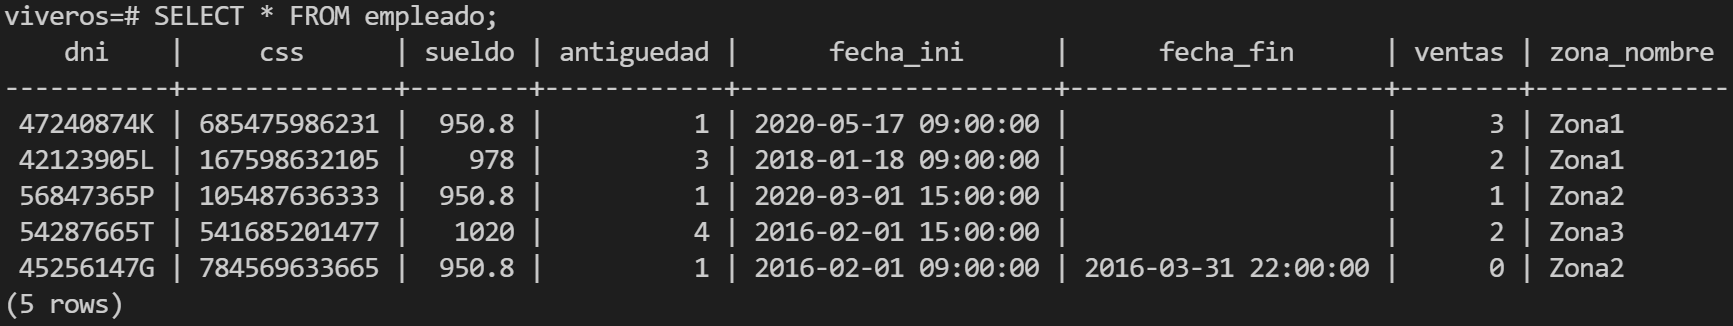 viveros=# SELECT * FROM empleado;
    dni    |     css      | sueldo | antiguedad |      fecha_ini      |      fecha_fin      | ventas | zona_nombre
-----------+--------------+--------+------------+---------------------+---------------------+--------+-------------
 47240874K | 685475986231 |  950.8 |          1 | 2020-05-17 09:00:00 |                     |      3 | Zona1
 42123905L | 167598632105 |    978 |          3 | 2018-01-18 09:00:00 |                     |      2 | Zona1
 56847365P | 105487636333 |  950.8 |          1 | 2020-03-01 15:00:00 |                     |      1 | Zona2
 54287665T | 541685201477 |   1020 |          4 | 2016-02-01 15:00:00 |                     |      2 | Zona3
 45256147G | 784569633665 |  950.8 |          1 | 2016-02-01 09:00:00 | 2016-03-31 22:00:00 |      0 | Zona2
(5 rows)